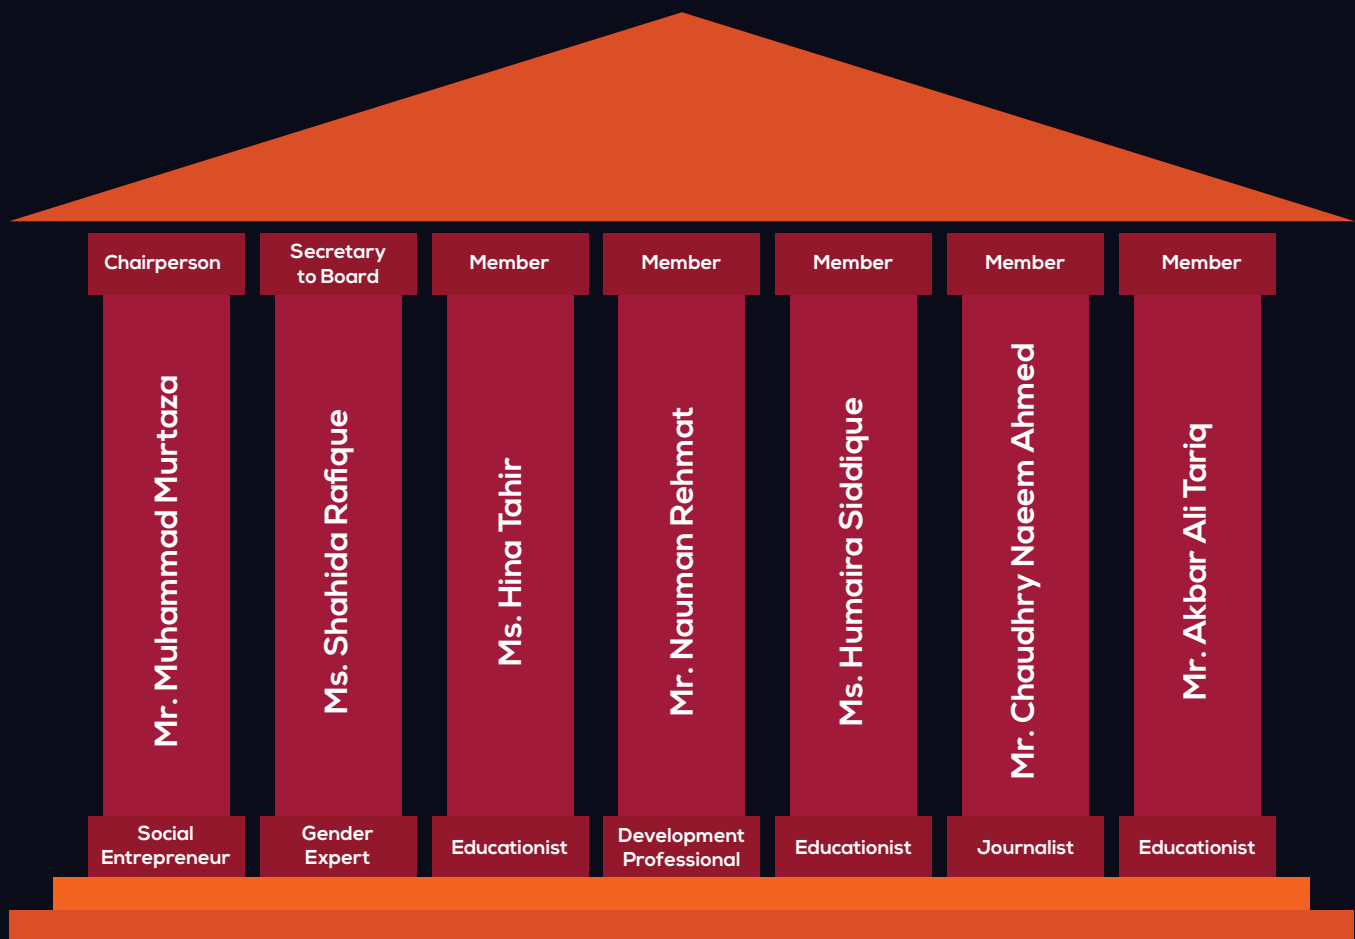 Chairperson
Mr. Muhammad Murtaza
Social
Entrepreneur
Secretary
to Board
Ms. Shahida Rafique
Gender
Expert
Member
Ms. Hina Tahir
Educationist
Member
Mr. Nauman Rehmat
Development
Professional
Member
Ms. Humaira Siddique
Educationist
Member
Mr. Chaudhry Naeem Ahmed
Journalist
Member
Mr. Akbar Ali Tariq
Educationist